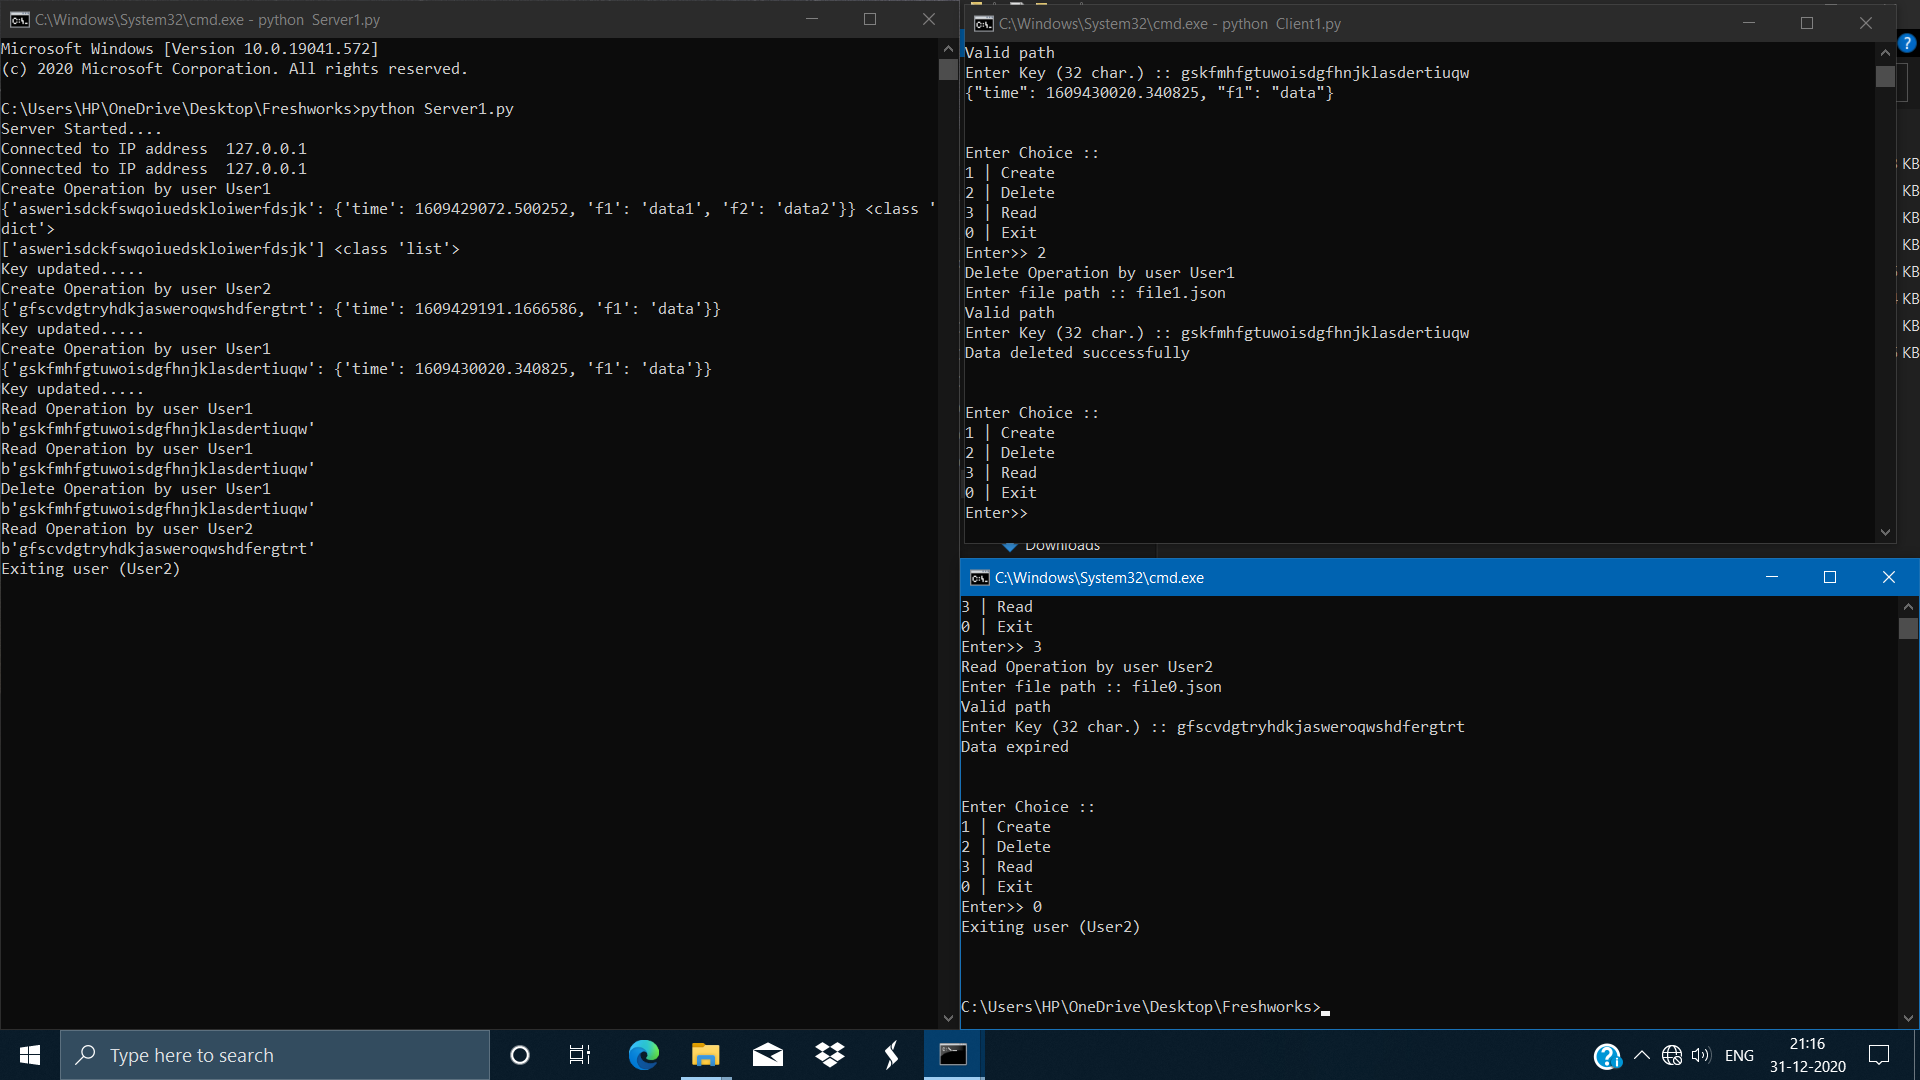 C:\Windows\System32\cmd.exe - python  Server1.py
Microsoft Windows [Version 10.0.19041.572]
(c) 2020 Microsoft Corporation. All rights reserved.
C:\Users\HP\OneDrive\Desktop\Freshworks>python Server1.py
Server Started....
Connected to IP address  127.0.0.1
Connected to IP address  127.0.0.1
Create Operation by user User1
{'aswerisdckfswqoiuedskloiwerfdsjk': {'time': 1609429072.500252, 'f1': 'data1', 'f2': 'data2'}} <class '
dict'>
['aswerisdckfswqoiuedskloiwerfdsjk'] <class 'list'>
Key updated.....
Create Operation by user User2
{'gfscvdgtryhdkjasweroqwshdfergtrt': {'time': 1609429191.1666586, 'f1': 'data'}}
Key updated.....
Create Operation by user User1
{'gskfmhfgtuwoisdgfhnjklasdertiuqw': {'time': 1609430020.340825, 'f1': 'data'}}
Key updated.....
Read Operation by user User1
b'gskfmhfgtuwoisdgfhnjklasdertiuqw'
Read Operation by user User1
b'gskfmhfgtuwoisdgfhnjklasdertiuqw'
Delete Operation by user User1
b'gskfmhfgtuwoisdgfhnjklasdertiuqw'
Read Operation by user User2
b'gfscvdgtryhdkjasweroqwshdfergtrt'
Exiting user (User2)
C:\Windows\System32\cmd.exe - python  Client1.py
Valid path
Enter Key (32 char.) :: gskfmhfgtuwoisdgfhnjklasdertiuqw
{"time": 1609430020.340825, "f1": "data"}
Enter Choice ::
1 | Create
2 | Delete
3 | Read
0 | Exit
Enter>> 2
Delete Operation by user User1
Enter file path :: file1.json
Valid path
Enter Key (32 char.) :: gskfmhfgtuwoisdgfhnjklasdertiuqw
Data deleted successfully
Enter Choice ::
1 | Create
2 | Delete
3 | Read
0 | Exit
Enter>>
KB
KB
KB
KB
KB
KB
KB
KB
Downloads
C:\Windows\System32\cmd.exe
3 | Read
0 | Exit
Enter>> 3
Read Operation by user User2
Enter file path :: file0.json
Valid path
Enter Key (32 char.) :: gfscvdgtryhdkjasweroqwshdfergtrt
Data expired
Enter Choice ::
1 | Create
2 | Delete
3 | Read
0 | Exit
Enter>> 0
Exiting user (User2)
C:\Users\HP\OneDrive\Desktop\Freshworks>
Type here to search
ENG
21:16
31-12-2020